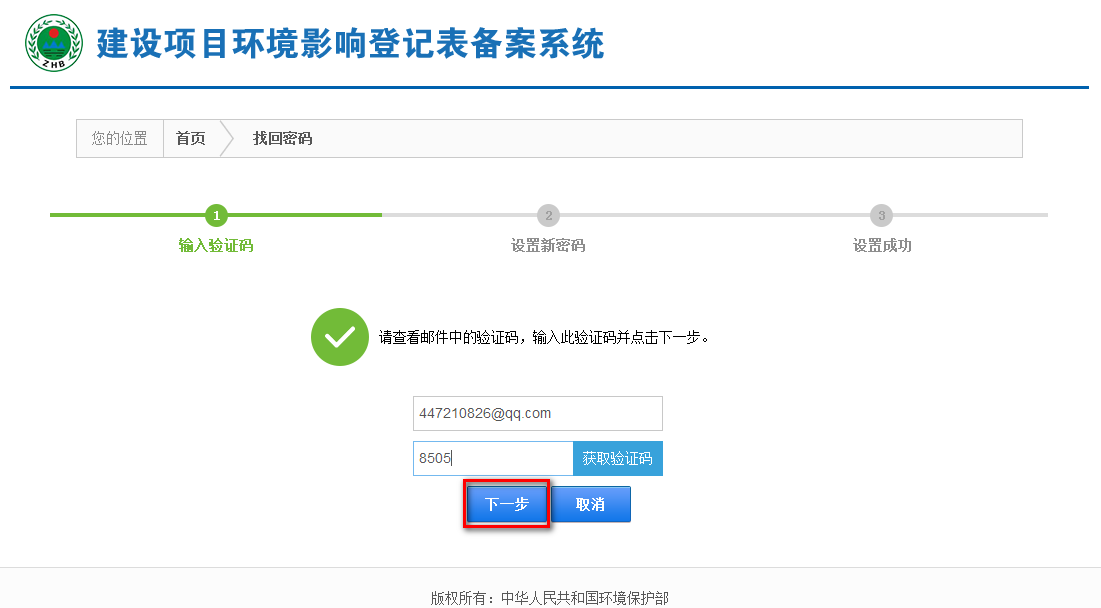 ZHB
建设项目环境影响登记表备案系统
您的位置 首页 找回密码
1 2 3
输入验证码 设置新密码 设置成功
请查看邮件中的验证码，输入此验证码并点击下一步。
447210826@qq.com
8505 获取验证码
下一步 取消
版权所有：中华人民共和国环境保护部